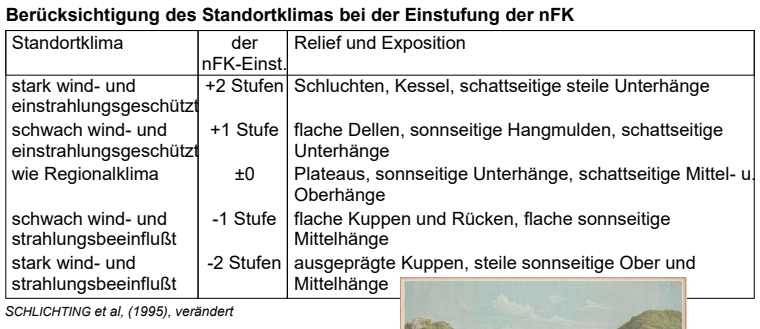 Berücksichtigung des Standortklimas bei der Einstufung der nFK
Standortklima der nFK-Einst. Relief und Exposition
stark wind- und einstrahlungsgeschützt +2 Stufen Schluchten, Kessel, schattseitige steile Unterhänge
schwach wind- und einstrahlungsgeschützt +1 Stufe flache Dellen, sonnseitige Hangmulden, schattseitige Unterhänge
wie Regionalklima ±0 Plateaus, sonnseitige Unterhänge, schattseitige Mittel- u. Oberhänge
schwach wind- und strahlungsbeeinflußt -1 Stufe flache Kuppen und Rücken, flache sonnseitige Mittelhänge
stark wind- und strahlungsbeeinflußt -2 Stufen ausgeprägte Kuppen, steile sonnseitige Ober und Mittelhänge
SCHLICHTING et al, (1995), verändert